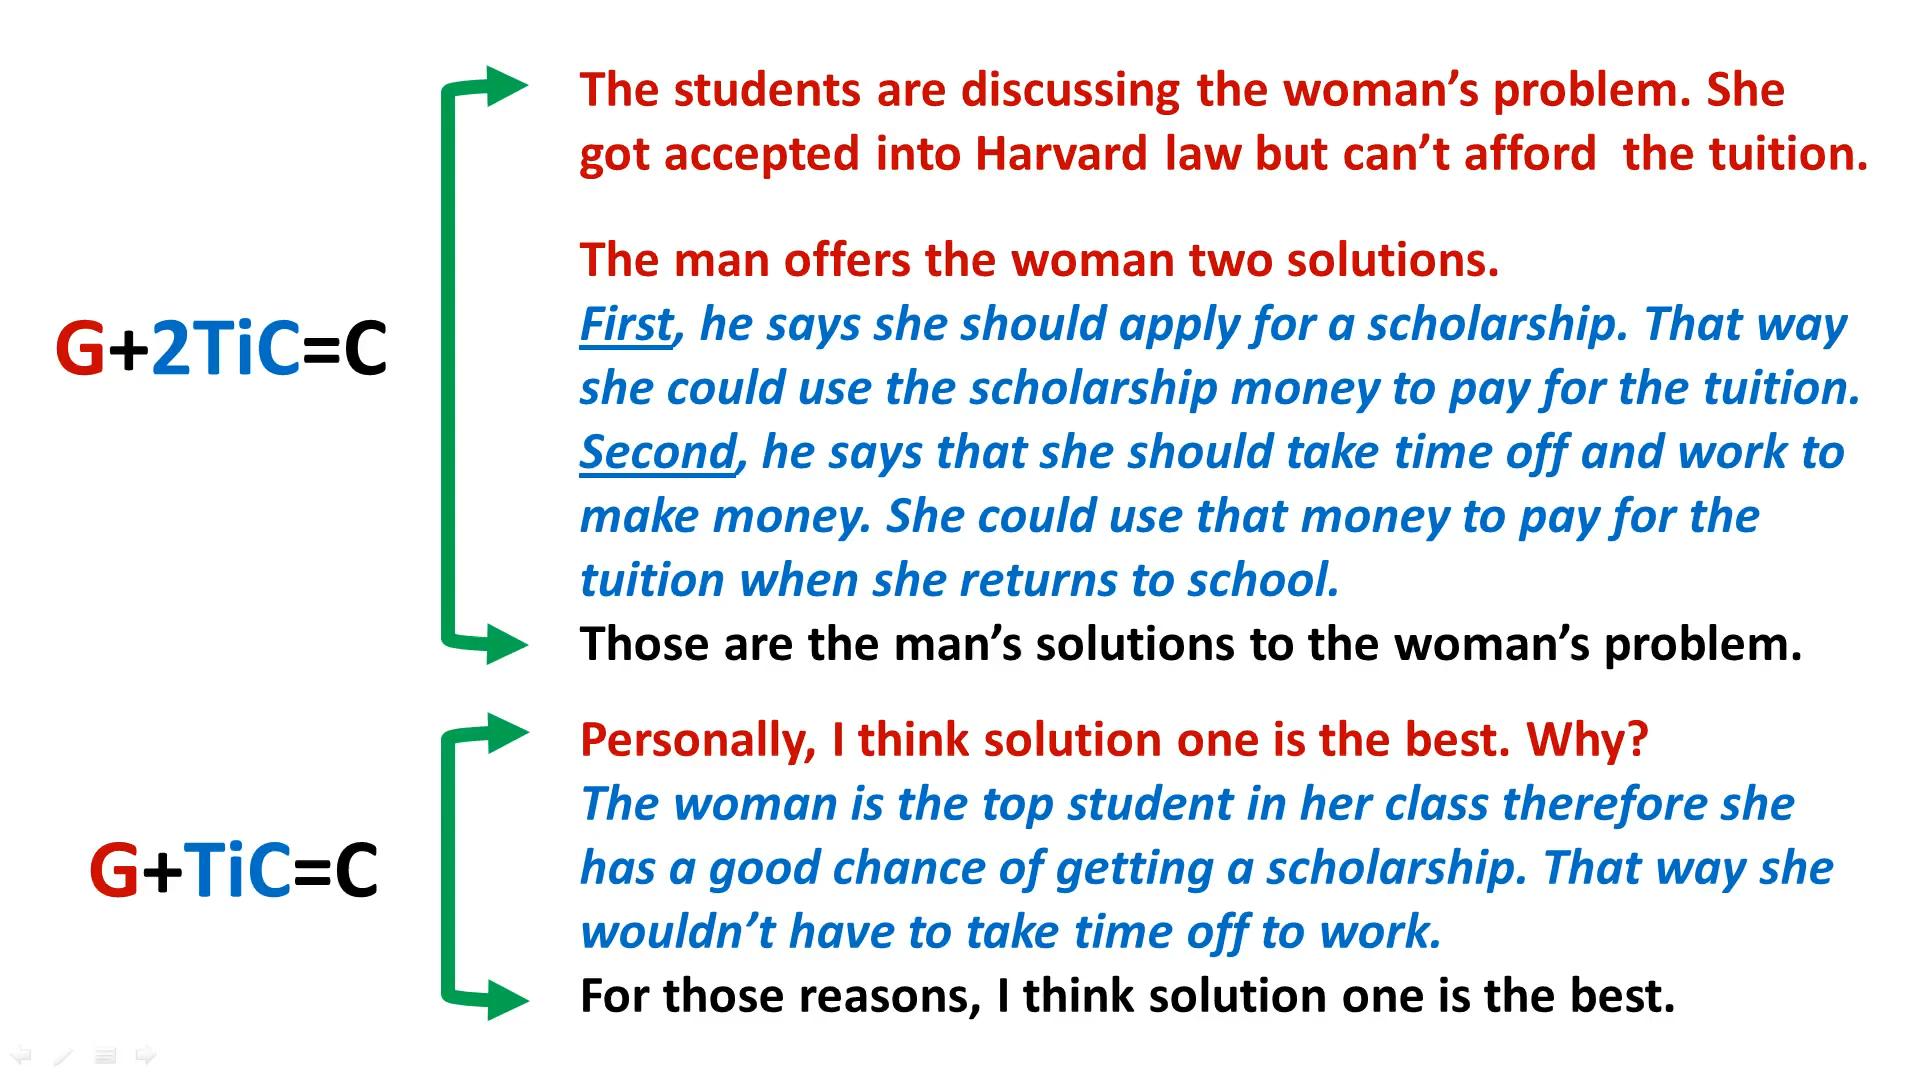 The students are discussing the woman's problem. She
got accepted into Harvard law but can't afford the tuition.
The man offers the woman two solutions.
First, he says she should apply for a scholarship. That way
she could use the scholarship money to pay for the tuition.
Second, he says that she should take time off and work to
make money. She could use that money to pay for the
tuition when she returns to school.
Those are the man's solutions to the woman's problem.
G+2TiC=C
Personally, I think solution one is the best. Why?
The woman is the top student in her class therefore she
has a good chance of getting a scholarship. That way she
wouldn't have to take time off to work.
For those reasons, I think solution one is the best.
G+TiC=C